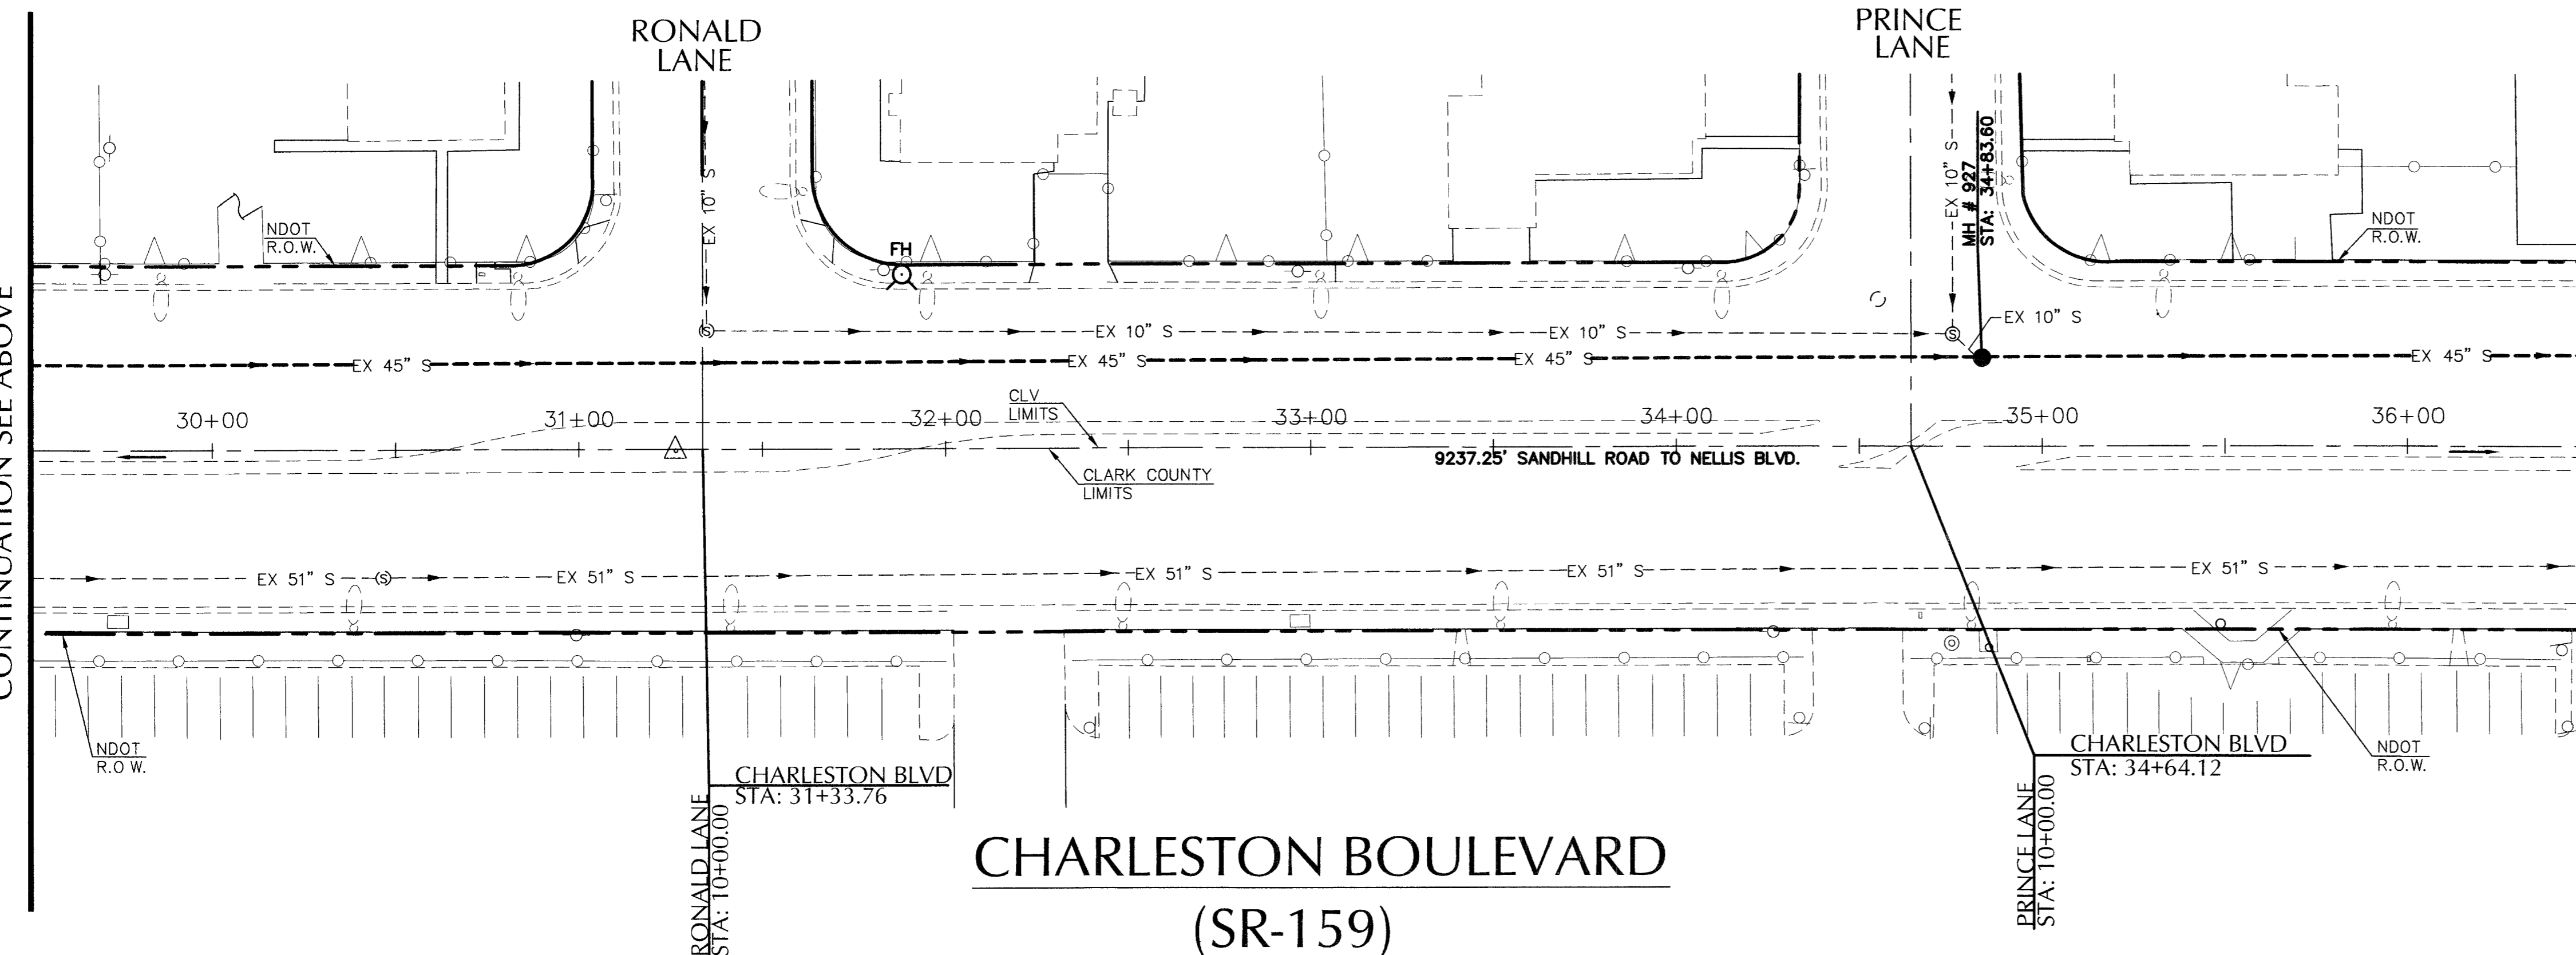 CONTINUATION SEE ABOVE
RONALD
LANE
PRINCE
LANE
EX 10" S
EX 10" S
MH # 927
STA: 34+83.60
NDOT
R.O.W.
FH
NDOT
R.O.W.
EX 10" S
EX 10" S
EX 10" S
S
S
EX 45" S
EX 45" S
EX 45" S
EX 45" S
30+00
31+00
32+00
33+00
34+00
35+00
36+00
CLV
LIMITS
CLARK COUNTY
LIMITS
9237.25' SANDHILL ROAD TO NELLIS BLVD.
EX 51" S
S
EX 51" S
EX 51" S
EX 51" S
EX 51" S
NDOT
R.O W.
CHARLESTON BLVD
STA: 31+33.76
RONALD LANE
STA: 10+00.00
CHARLESTON BLVD
STA: 34+64.12
PRINCE LANE
STA: 10+00.00
NDOT
R.O.W.
CHARLESTON BOULEVARD
(SR-159)